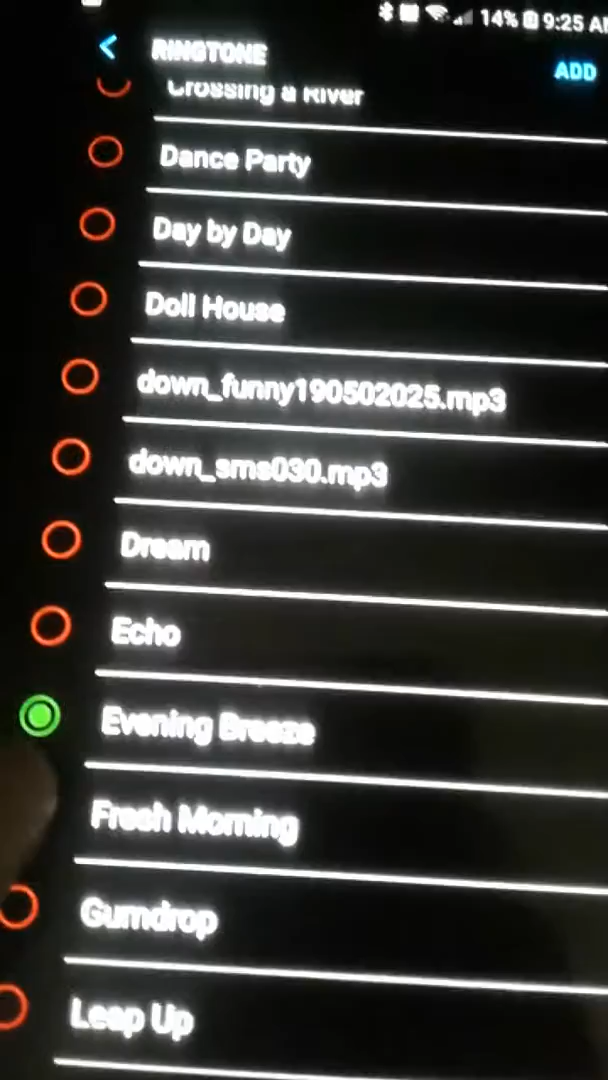 14% 9:25 AM
RINGTONE
ADD
Crossing a River
Dance Party
Day by Day
Doll House
down_funny190502025.mp3
down_sms030.mp3
Dream
Echo
Evening Breeze
Fresh Morning
Gumdrop
Leap Up